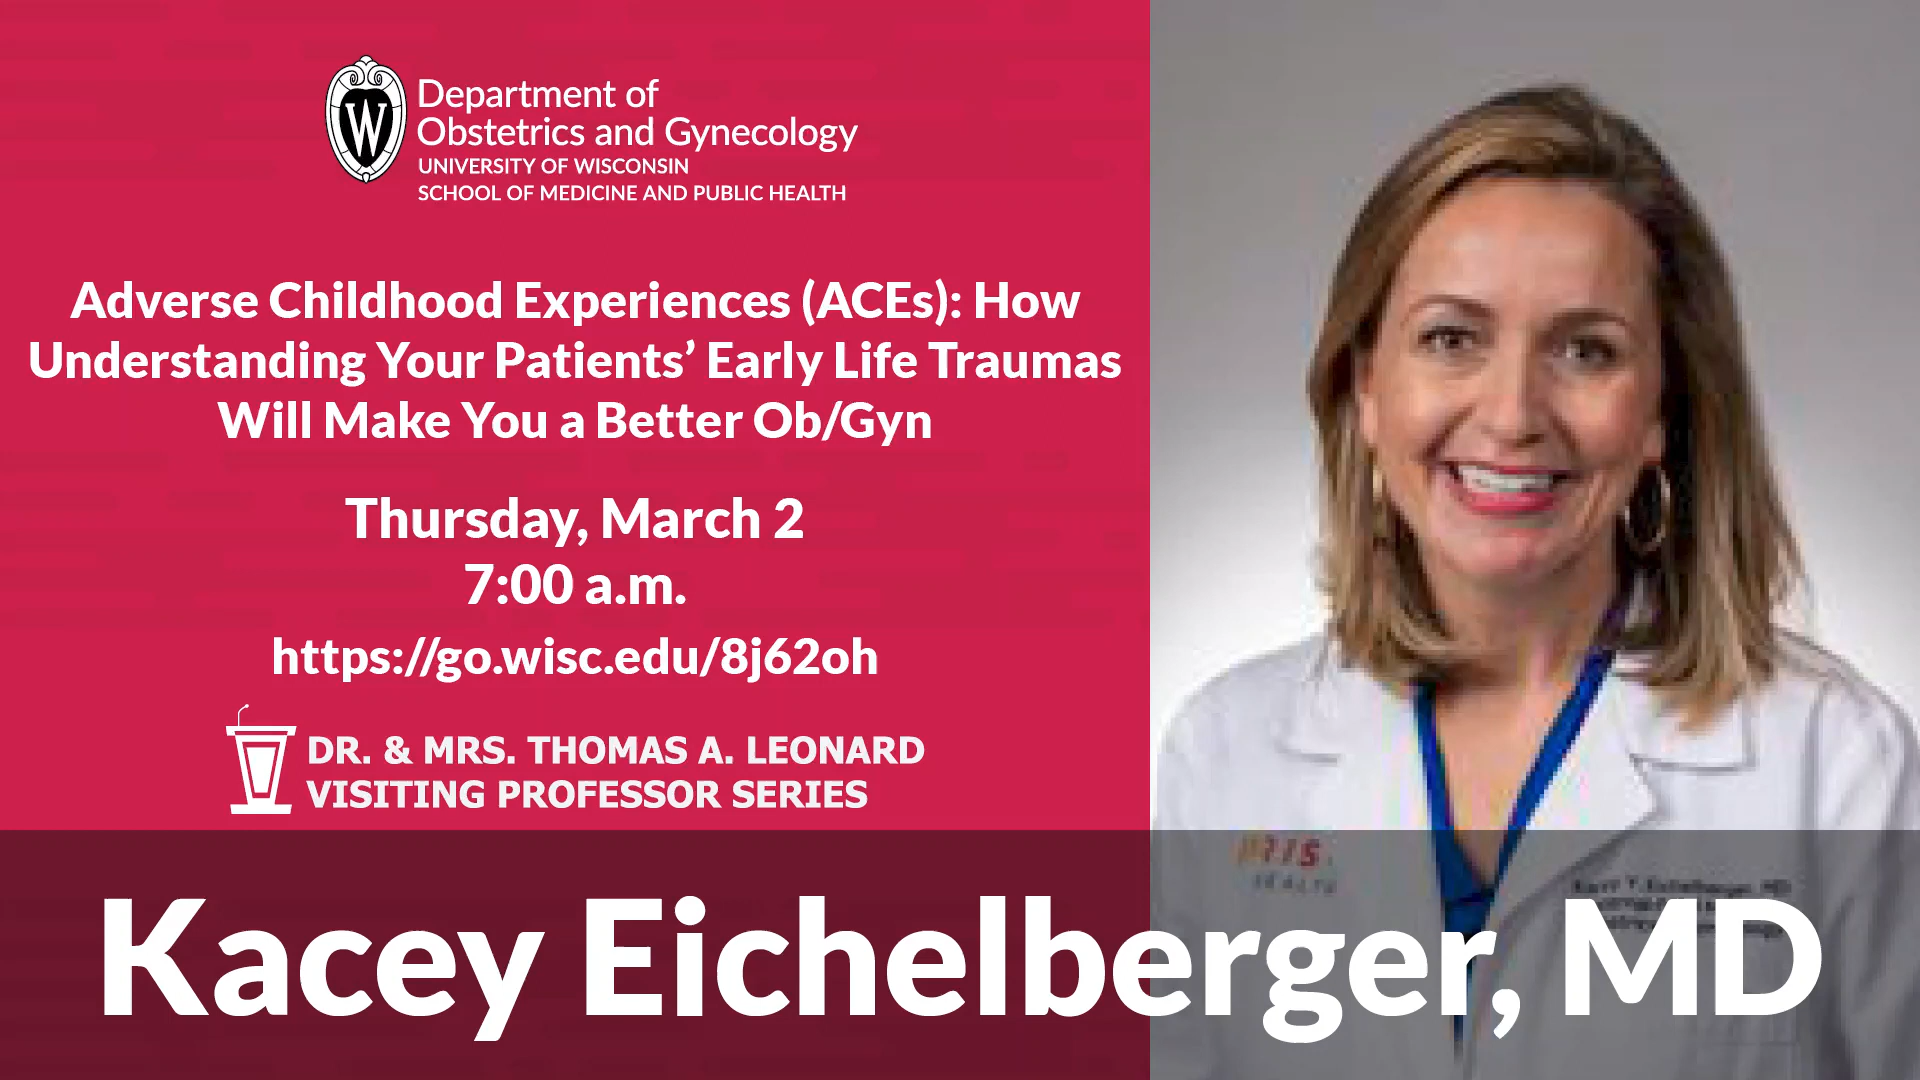 W
Department of
Obstetrics and Gynecology
UNIVERSITY OF WISCONSIN
SCHOOL OF MEDICINE AND PUBLIC HEALTH
Adverse Childhood Experiences (ACEs): How
Understanding Your Patients’ Early Life Traumas
Will Make You a Better Ob/Gyn
Thursday, March 2
7:00 a.m.
https://go.wisc.edu/8j62oh
DR. & MRS. THOMAS A. LEONARD
VISITING PROFESSOR SERIES
HEALTH
Kacey Eichelberger, MD